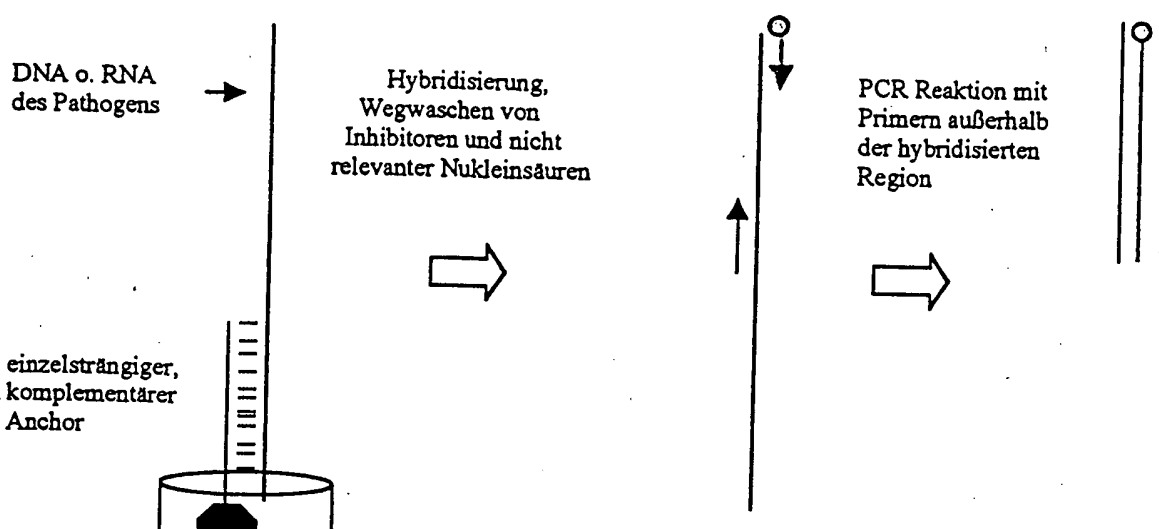 DNA o. RNA
des Pathogens
Hybridisierung,
Wegwaschen von
Inhibitoren und nicht
relevanter Nukleinsäuren
PCR Reaktion mit
Primern außerhalb
der hybridisierten
Region
einzelsträngiger,
komplementärer
Anchor